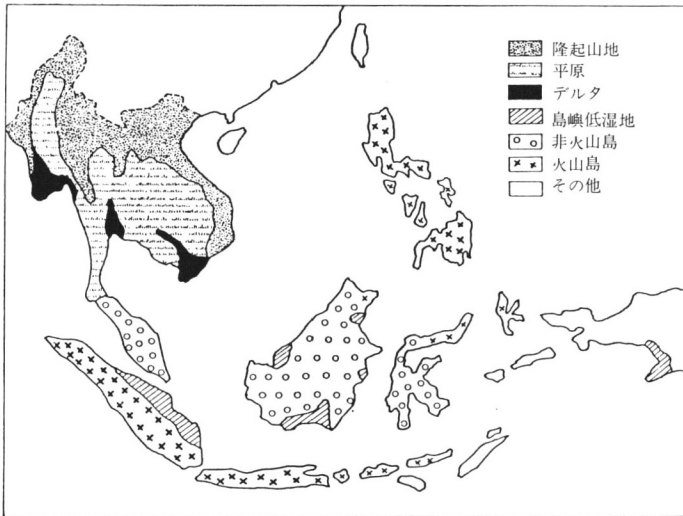 隆起山地
平原
デルタ
島嶼低湿地
非火山島
火山島
その他